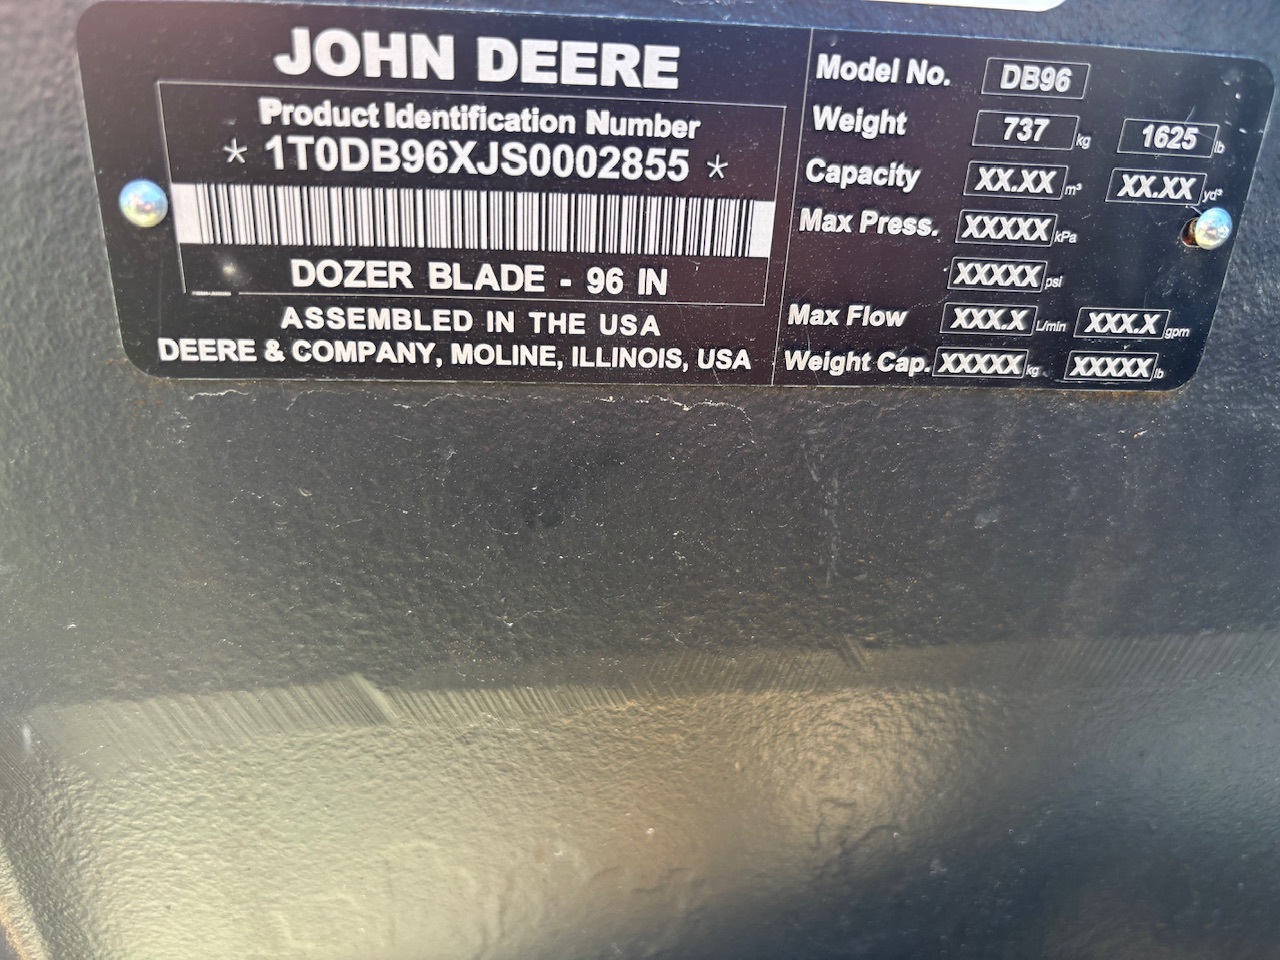 JOHN DEERE
Product Identification Number
* 1T0DB96XJS0002855 *
DOZER BLADE - 96 IN
ASSEMBLED IN THE USA
DEERE & COMPANY, MOLINE, ILLINOIS, USA
Model No. DB96
Weight 737 kg 1625 lb
Capacity XX.XX m³ XX.XX yd³
Max Press. XXXXX kPa
XXXXX psi
Max Flow XXX.X L/min XXX.X gpm
Weight Cap. XXXXX kg XXXXX lb